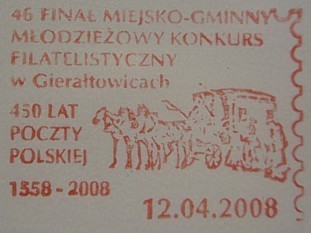 46 FINAŁ MIEJSKO-GMINNY
MŁODZIEŻOWY KONKURS
FILATELISTYCZNY
w Gierałtowicach
450 LAT
POCZTY
POLSKIEJ
1558 - 2008
12.04.2008